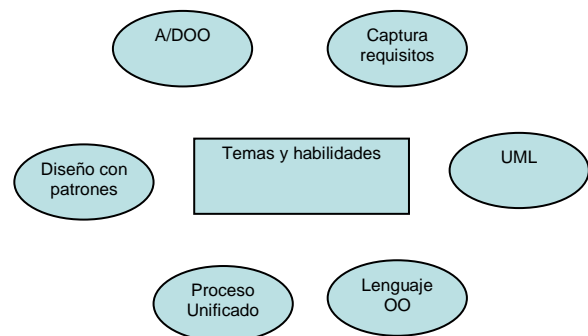 A/DOO
Captura
requisitos
Temas y habilidades
UML
Diseño con
patrones
Proceso
Unificado
Lenguaje
OO